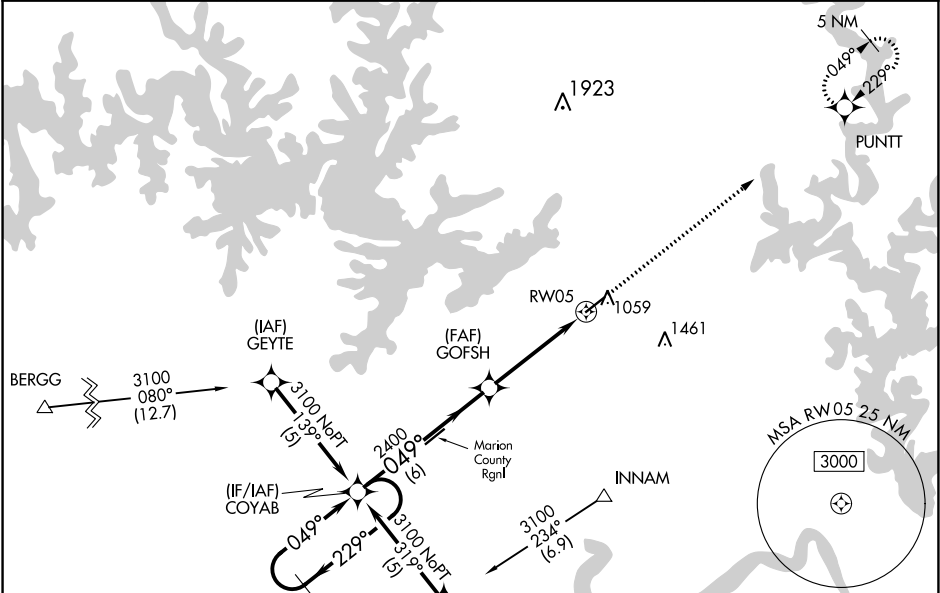 5 NM
049°
229°
PUNTT
1923
RW05
1059
1461
(IAF)
GEYTE
(FAF)
GOFSH
BERGG
3100
080°
(12.7)
3100 NoPT
139°
(5)
2400
049°
(6)
Marion
County
Rgnl
(IF/IAF)
COYAB
INNAM
3100
234°
(6.9)
049°
229°
3100 NoPT
319°
(5)
MSA RW05 25 NM
3000